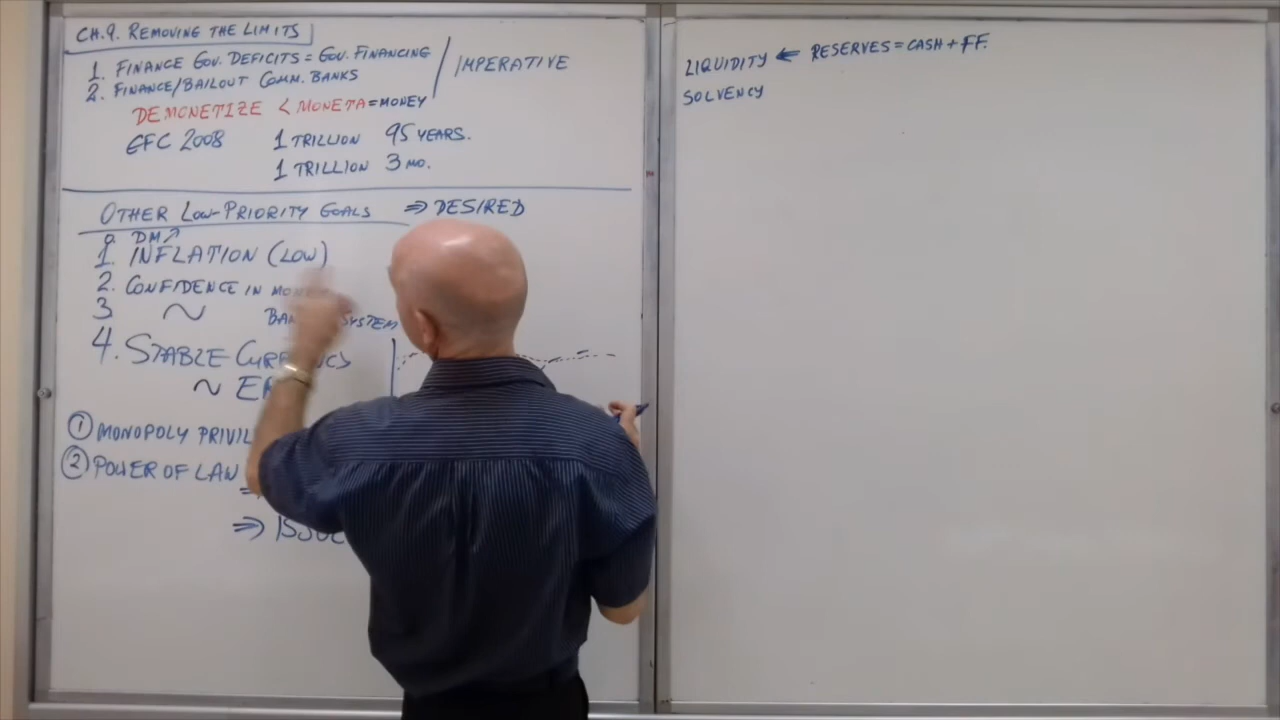 CH.9. REMOVING THE LIMITS
1. FINANCE GOV. DEFICITS = GOV. FINANCING
2. FINANCE/BAILOUT COMM. BANKS
/ IMPERATIVE
DEMONETIZE < MONETA = MONEY
GFC 2008 1 TRILLION 95 YEARS.
1 TRILLION 3 MO.
OTHER LOW-PRIORITY GOALS ⇒ DESIRED
0. DM↗
1. INFLATION (LOW)
2. CONFIDENCE IN
3 ~
4. STABLE
~
① MONOPOLY
② POWER OF LAW
⇒
⇒
LIQUIDITY ← RESERVES = CASH + FF.
SOLVENCY